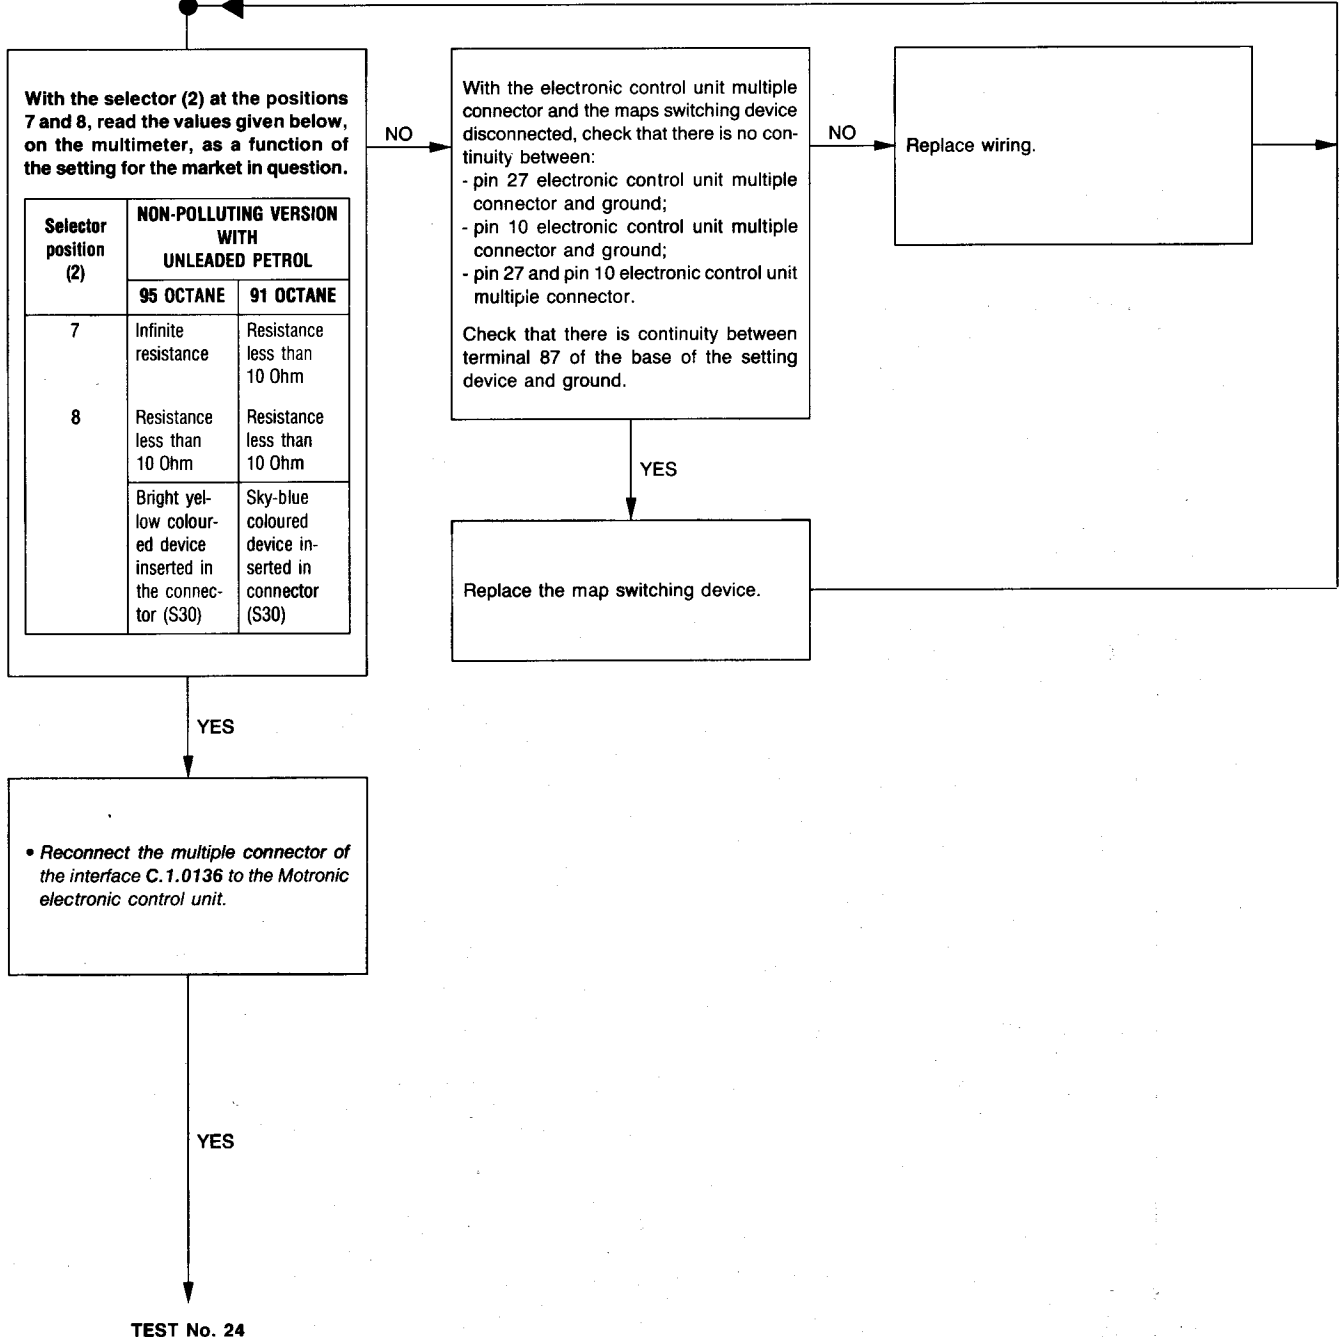 With the selector (2) at the positions
7 and 8, read the values given below,
on the multimeter, as a function of
the setting for the market in question.
Selector
position
(2)
NON-POLLUTING VERSION
WITH
UNLEADED PETROL
95 OCTANE
91 OCTANE
7
Infinite
resistance
Resistance
less than
10 Ohm
8
Resistance
less than
10 Ohm
Resistance
less than
10 Ohm
Bright yel-
low colour-
ed device
inserted in
the connec-
tor (S30)
Sky-blue
coloured
device in-
serted in
connector
(S30)
NO
With the electronic control unit multiple
connector and the maps switching device
disconnected, check that there is no con-
tinuity between:
- pin 27 electronic control unit multiple
connector and ground;
- pin 10 electronic control unit multiple
connector and ground;
- pin 27 and pin 10 electronic control unit
multiple connector.
Check that there is continuity between
terminal 87 of the base of the setting
device and ground.
NO
Replace wiring.
YES
Replace the map switching device.
YES
• Reconnect the multiple connector of
the interface C.1.0136 to the Motronic
electronic control unit.
YES
TEST No. 24